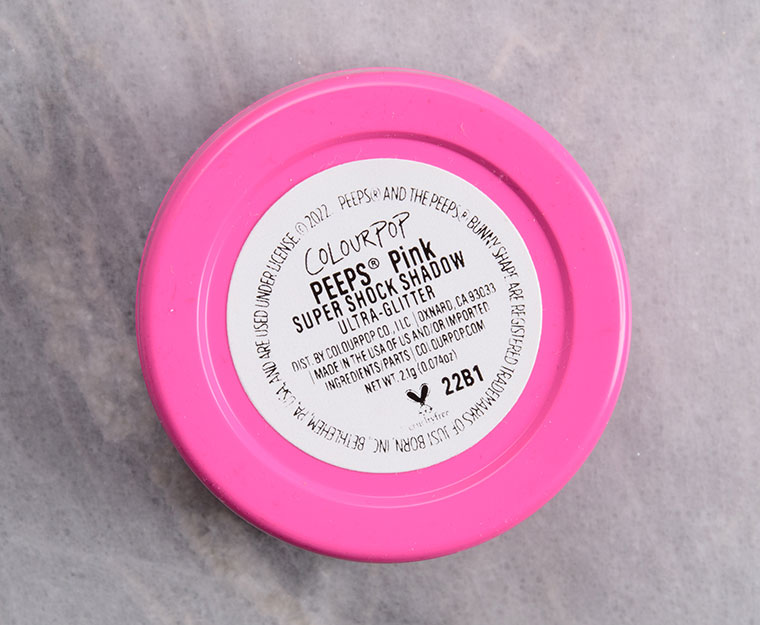 COLOURPOP
PEEPS® Pink
SUPER SHOCK SHADOW
ULTRA-GLITTER
DIST. BY COLOURPOP CO., LLC | OXNARD, CA 93033
| MADE IN THE USA OF US AND/OR IMPORTED
INGREDIENTS/PARTS | COLOURPOP.COM
NET WT. 2.1g (0.074oz)
22B1
© 2022 PEEPS® AND THE PEEPS® BUNNY SHAPE ARE REGISTERED TRADEMARKS OF JUST BORN, INC., BETHLEHEM, PA, USA, AND ARE USED UNDER LICENSE.